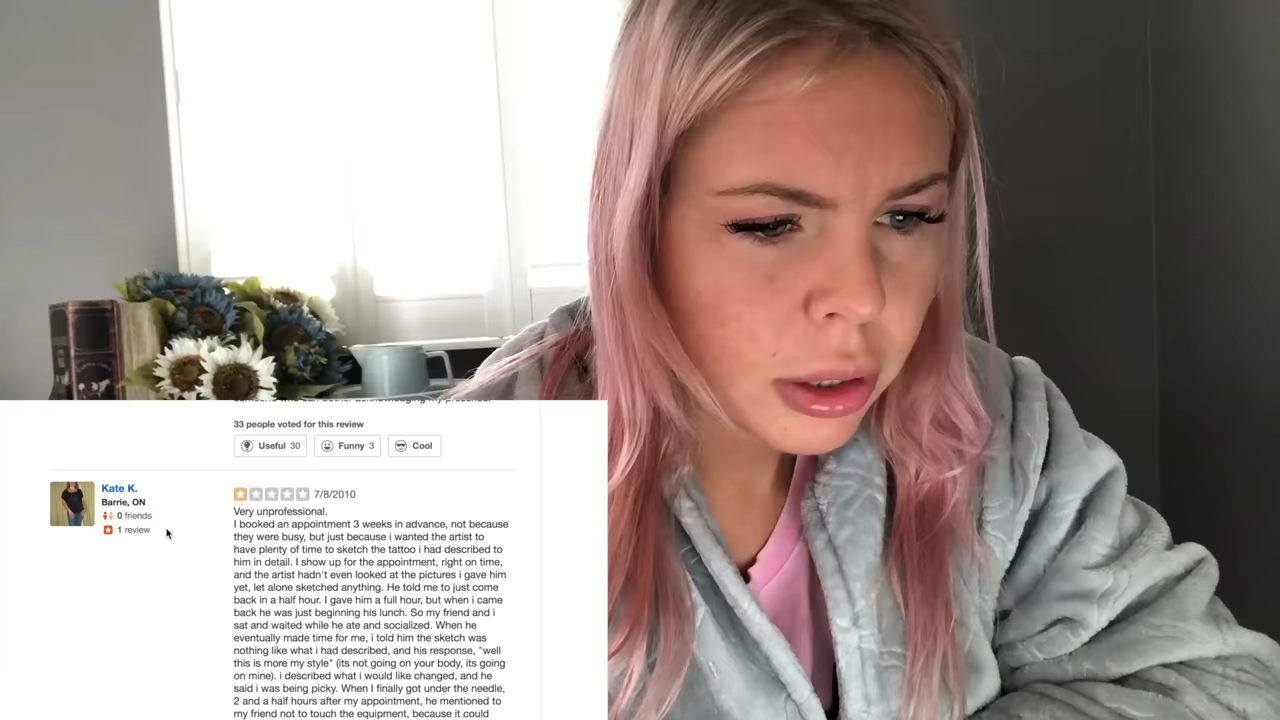 33 people voted for this review
Useful 30
Funny 3
Cool
Kate K.
Barrie, ON
0 friends
1 review
7/8/2010
Very unprofessional.
I booked an appointment 3 weeks in advance, not because
they were busy, but just because i wanted the artist to
have plenty of time to sketch the tattoo i had described to
him in detail. I show up for the appointment, right on time,
and the artist hadn't even looked at the pictures i gave him
yet, let alone sketched anything. He told me to just come
back in a half hour. I gave him a full hour, but when i came
back he was just beginning his lunch. So my friend and i
sat and waited while he ate and socialized. When he
eventually made time for me, i told him the sketch was
nothing like what i had described, and his response, "well
this is more my style" (its not going on your body, its going
on mine). i described what i would like changed, and he
said i was being picky. When I finally got under the needle,
2 and a half hours after my appointment, he mentioned to
my friend not to touch the equipment, because it could